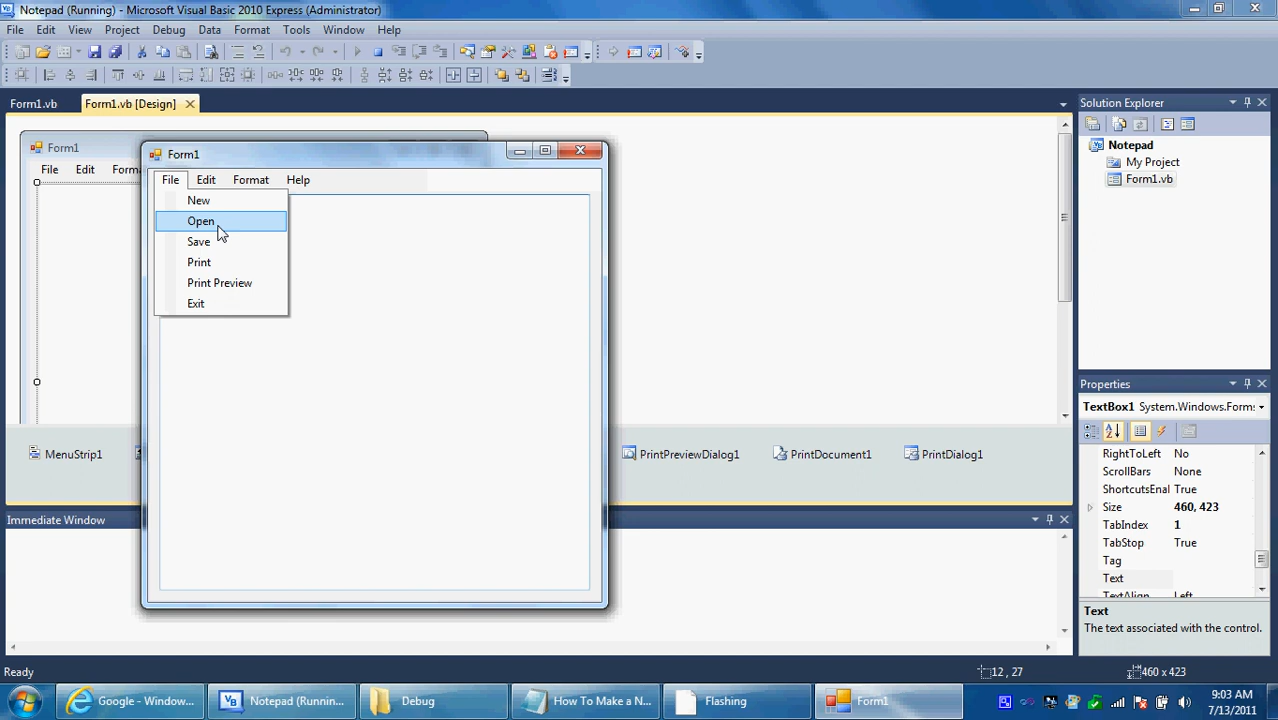 Notepad (Running) - Microsoft Visual Basic 2010 Express (Administrator)
File Edit View Project Debug Data Format Tools Window Help
Form1.vb Form1.vb [Design]
Solution Explorer
Notepad
My Project
Form1.vb
Form1
File Edit
Form1
File Edit Format Help
New
Open
Save
Print
Print Preview
Exit
MenuStrip1 PrintPreviewDialog1 PrintDocument1 PrintDialog1
Immediate Window
Properties
TextBox1 System.Windows.Form
RightToLeft No
ScrollBars None
ShortcutsEnal True
Size 460, 423
TabIndex 1
TabStop True
Tag
Text
TextAlign Left
Text
The text associated with the control.
Ready 12 , 27 460 x 423
Google - Window... Notepad (Runnin... Debug How To Make a N... Flashing Form1
9:03 AM
7/13/2011